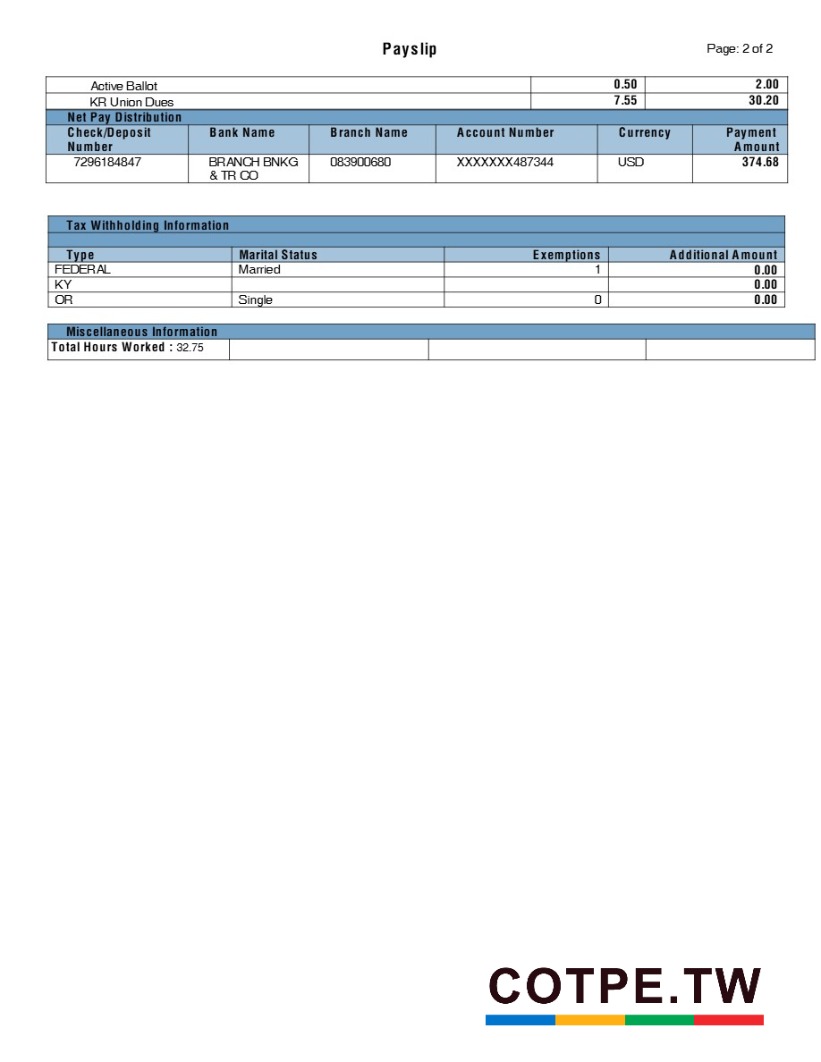 Payslip Page: 2 of 2
Active Ballot 0.50 2.00
KR Union Dues 7.55 30.20
Net Pay Distribution
Check/Deposit Number Bank Name Branch Name Account Number Currency Payment Amount
7296184847 BRANCH BNKG & TR CO 083900680 XXXXXXX487344 USD 374.68
Tax Withholding Information
Type Marital Status Exemptions Additional Amount
FEDERAL Married 1 0.00
KY 0.00
OR Single 0 0.00
Miscellaneous Information
Total Hours Worked : 32.75
COTPE.TW